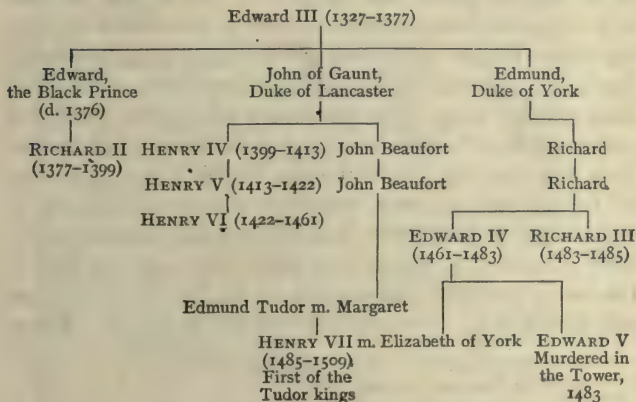 Edward III (1327–1377)
Edward, the Black Prince (d. 1376)
John of Gaunt, Duke of Lancaster
Edmund, Duke of York
RICHARD II (1377–1399)
HENRY IV (1399–1413)
John Beaufort
Richard
HENRY V (1413–1422)
John Beaufort
Richard
HENRY VI (1422–1461)
EDWARD IV (1461–1483)
RICHARD III (1483–1485)
Edmund Tudor m. Margaret
HENRY VII m. Elizabeth of York
(1485–1509)
First of the
Tudor kings
EDWARD V
Murdered in
the Tower,
1483